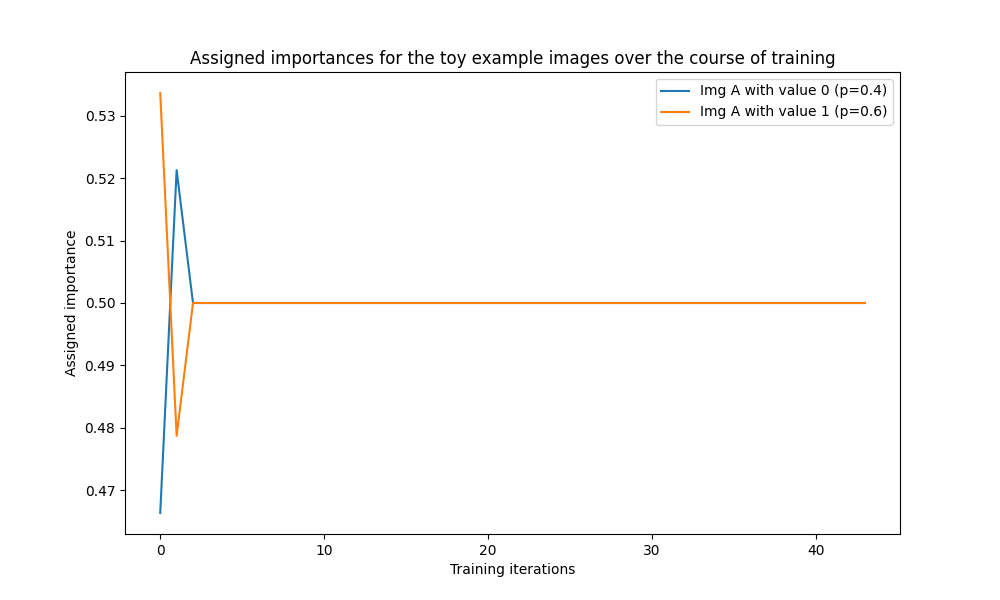 Assigned importances for the toy example images over the course of training
Img A with value 0 (p=0.4)
Img A with value 1 (p=0.6)
0.53
0.52
0.51
0.50
0.49
0.48
0.47
Assigned importance
0 10 20 30 40
Training iterations